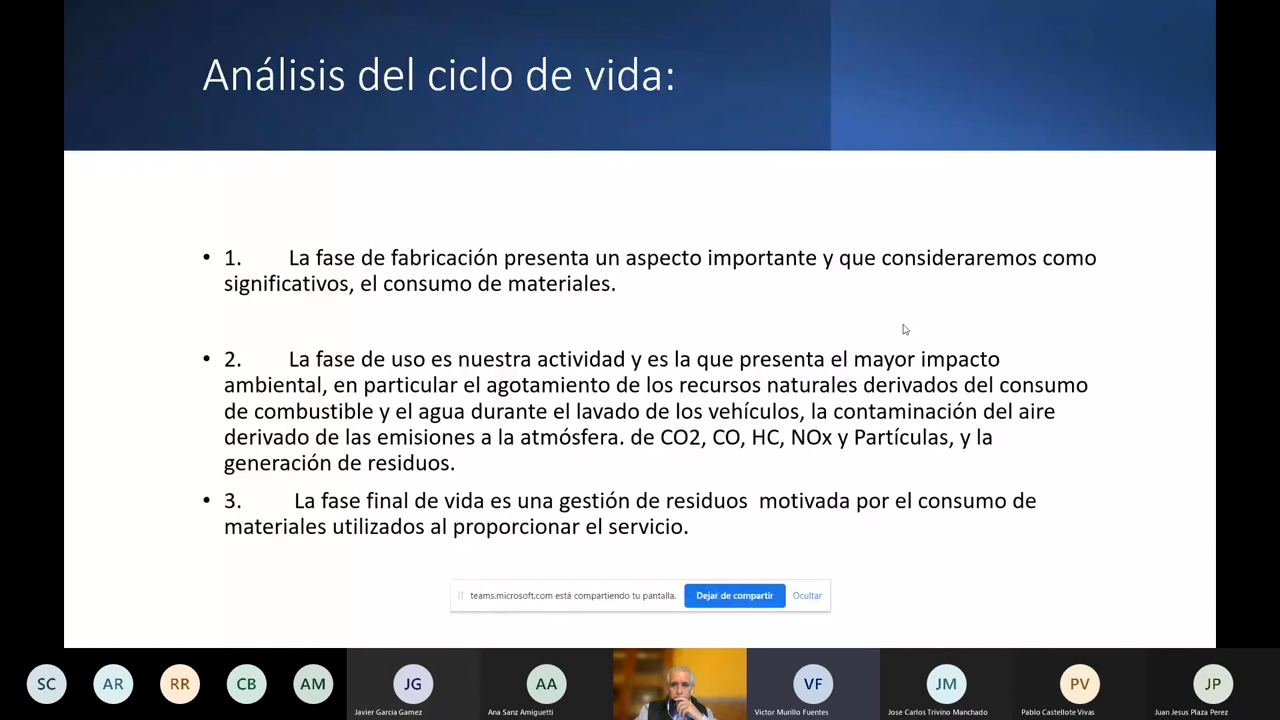 Análisis del ciclo de vida:
• 1. La fase de fabricación presenta un aspecto importante y que consideraremos como
significativos, el consumo de materiales.
• 2. La fase de uso es nuestra actividad y es la que presenta el mayor impacto
ambiental, en particular el agotamiento de los recursos naturales derivados del consumo
de combustible y el agua durante el lavado de los vehículos, la contaminación del aire
derivado de las emisiones a la atmósfera. de CO2, CO, HC, NOx y Partículas, y la
generación de residuos.
• 3. La fase final de vida es una gestión de residuos motivada por el consumo de
materiales utilizados al proporcionar el servicio.
teams.microsoft.com está compartiendo tu pantalla. Dejar de compartir Ocultar
SC AR RR CB AM JG AA VF JM PV JP
Javier Garcia Gamez Ana Sanz Amiguetti Victor Murillo Fuentes Jose Carlos Trivino Manchado Pablo Castellote Vivas Juan Jesus Plaza Perez